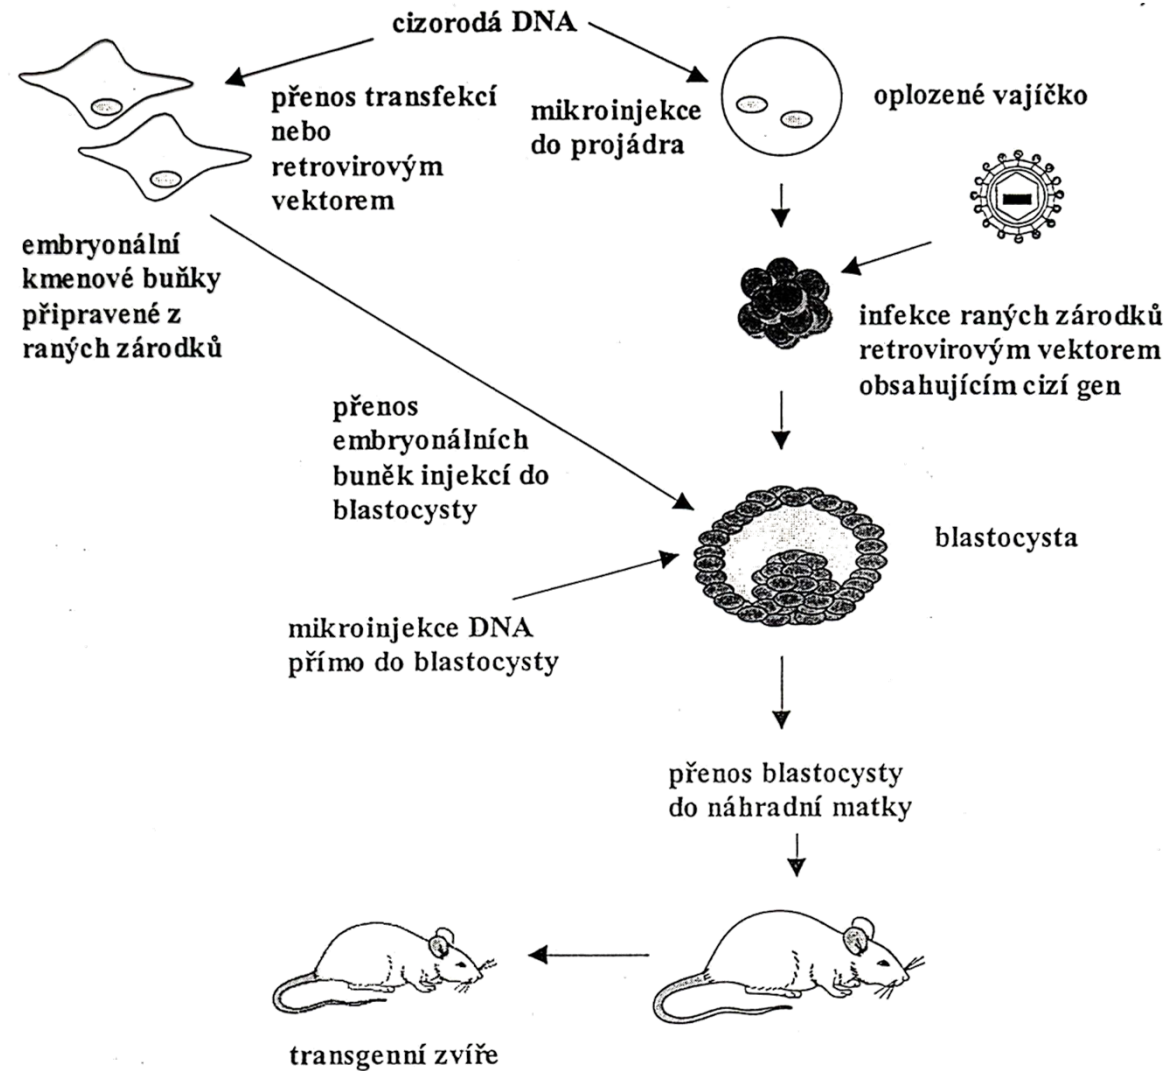 cizorodá DNA
přenos transfekcí
nebo
retrovirovým
vektorem
mikroinjekce
do projádra
oplozené vajíčko
embryonální
kmenové buňky
připravené z
raných zárodků
infekce raných zárodků
retrovirovým vektorem
obsahujícím cizí gen
přenos
embryonálních
buněk injekcí do
blastocysty
blastocysta
mikroinjekce DNA
přímo do blastocysty
přenos blastocysty
do náhradní matky
transgenní zvíře